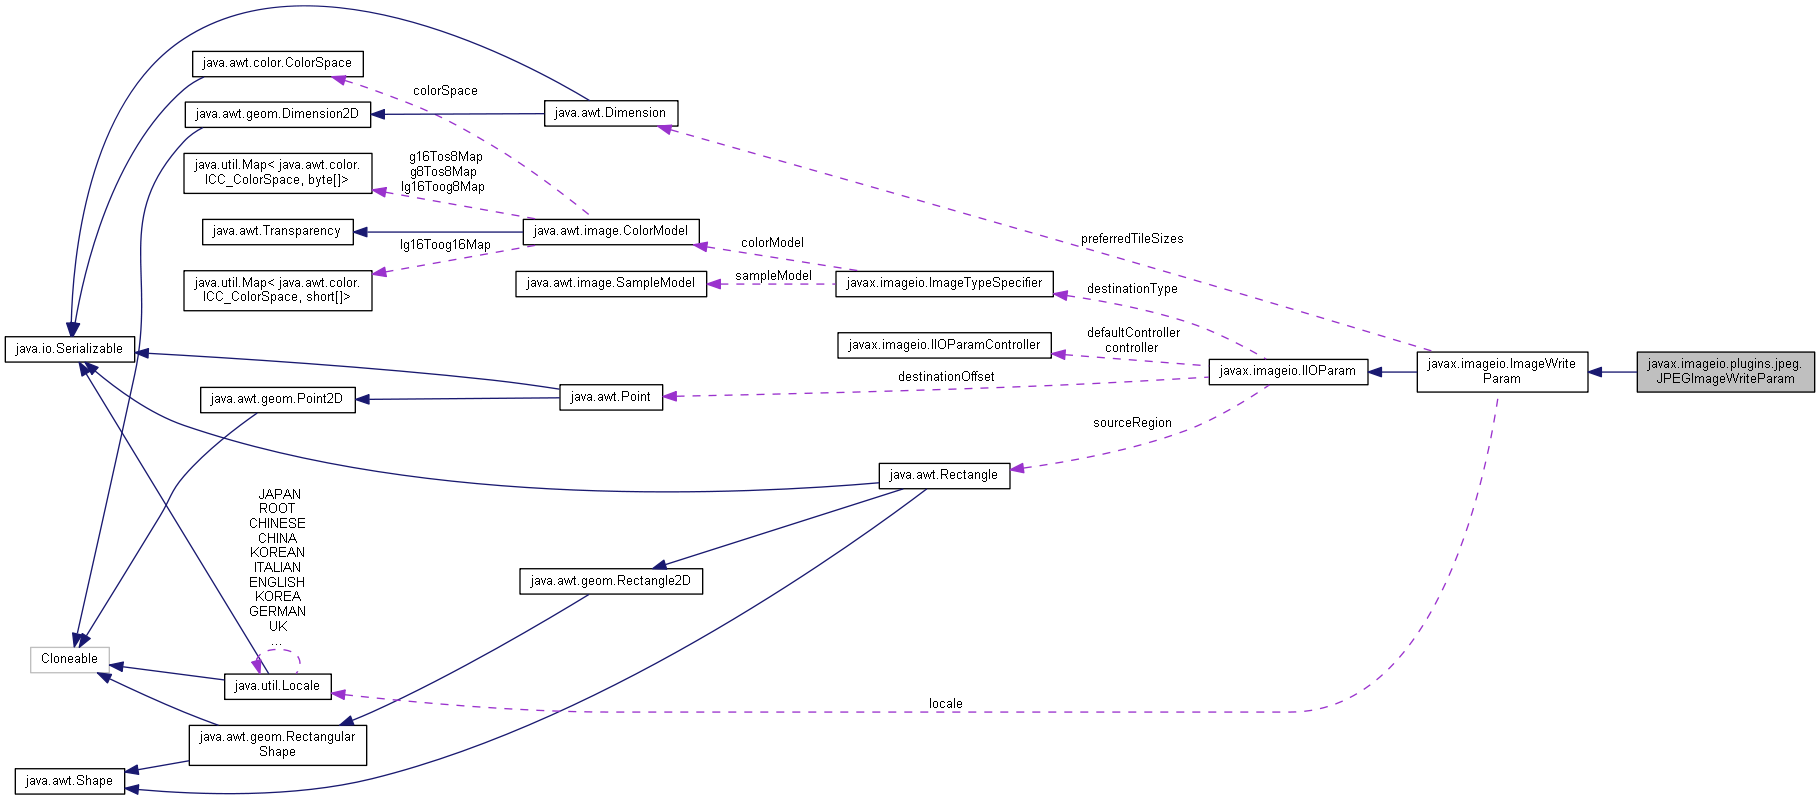 java.awt.color.ColorSpace
colorSpace
java.awt.geom.Dimension2D
java.awt.Dimension
java.util.Map< java.awt.color.
ICC_ColorSpace, byte[]>
g16Tos8Map
g8Tos8Map
lg16Toog8Map
java.awt.Transparency
java.awt.image.ColorModel
lg16Toog16Map
java.util.Map< java.awt.color.
ICC_ColorSpace, short[]>
java.awt.image.SampleModel
colorModel
sampleModel
javax.imageio.ImageTypeSpecifier
preferredTileSizes
destinationType
java.io.Serializable
javax.imageio.IIOParamController
defaultController
controller
javax.imageio.IIOParam
javax.imageio.ImageWrite
Param
javax.imageio.plugins.jpeg.
JPEGImageWriteParam
java.awt.geom.Point2D
java.awt.Point
destinationOffset
sourceRegion
java.awt.Rectangle
JAPAN
ROOT
CHINESE
CHINA
KOREAN
ITALIAN
ENGLISH
KOREA
GERMAN
UK
...
java.awt.geom.Rectangle2D
Cloneable
java.util.Locale
locale
java.awt.geom.Rectangular
Shape
java.awt.Shape